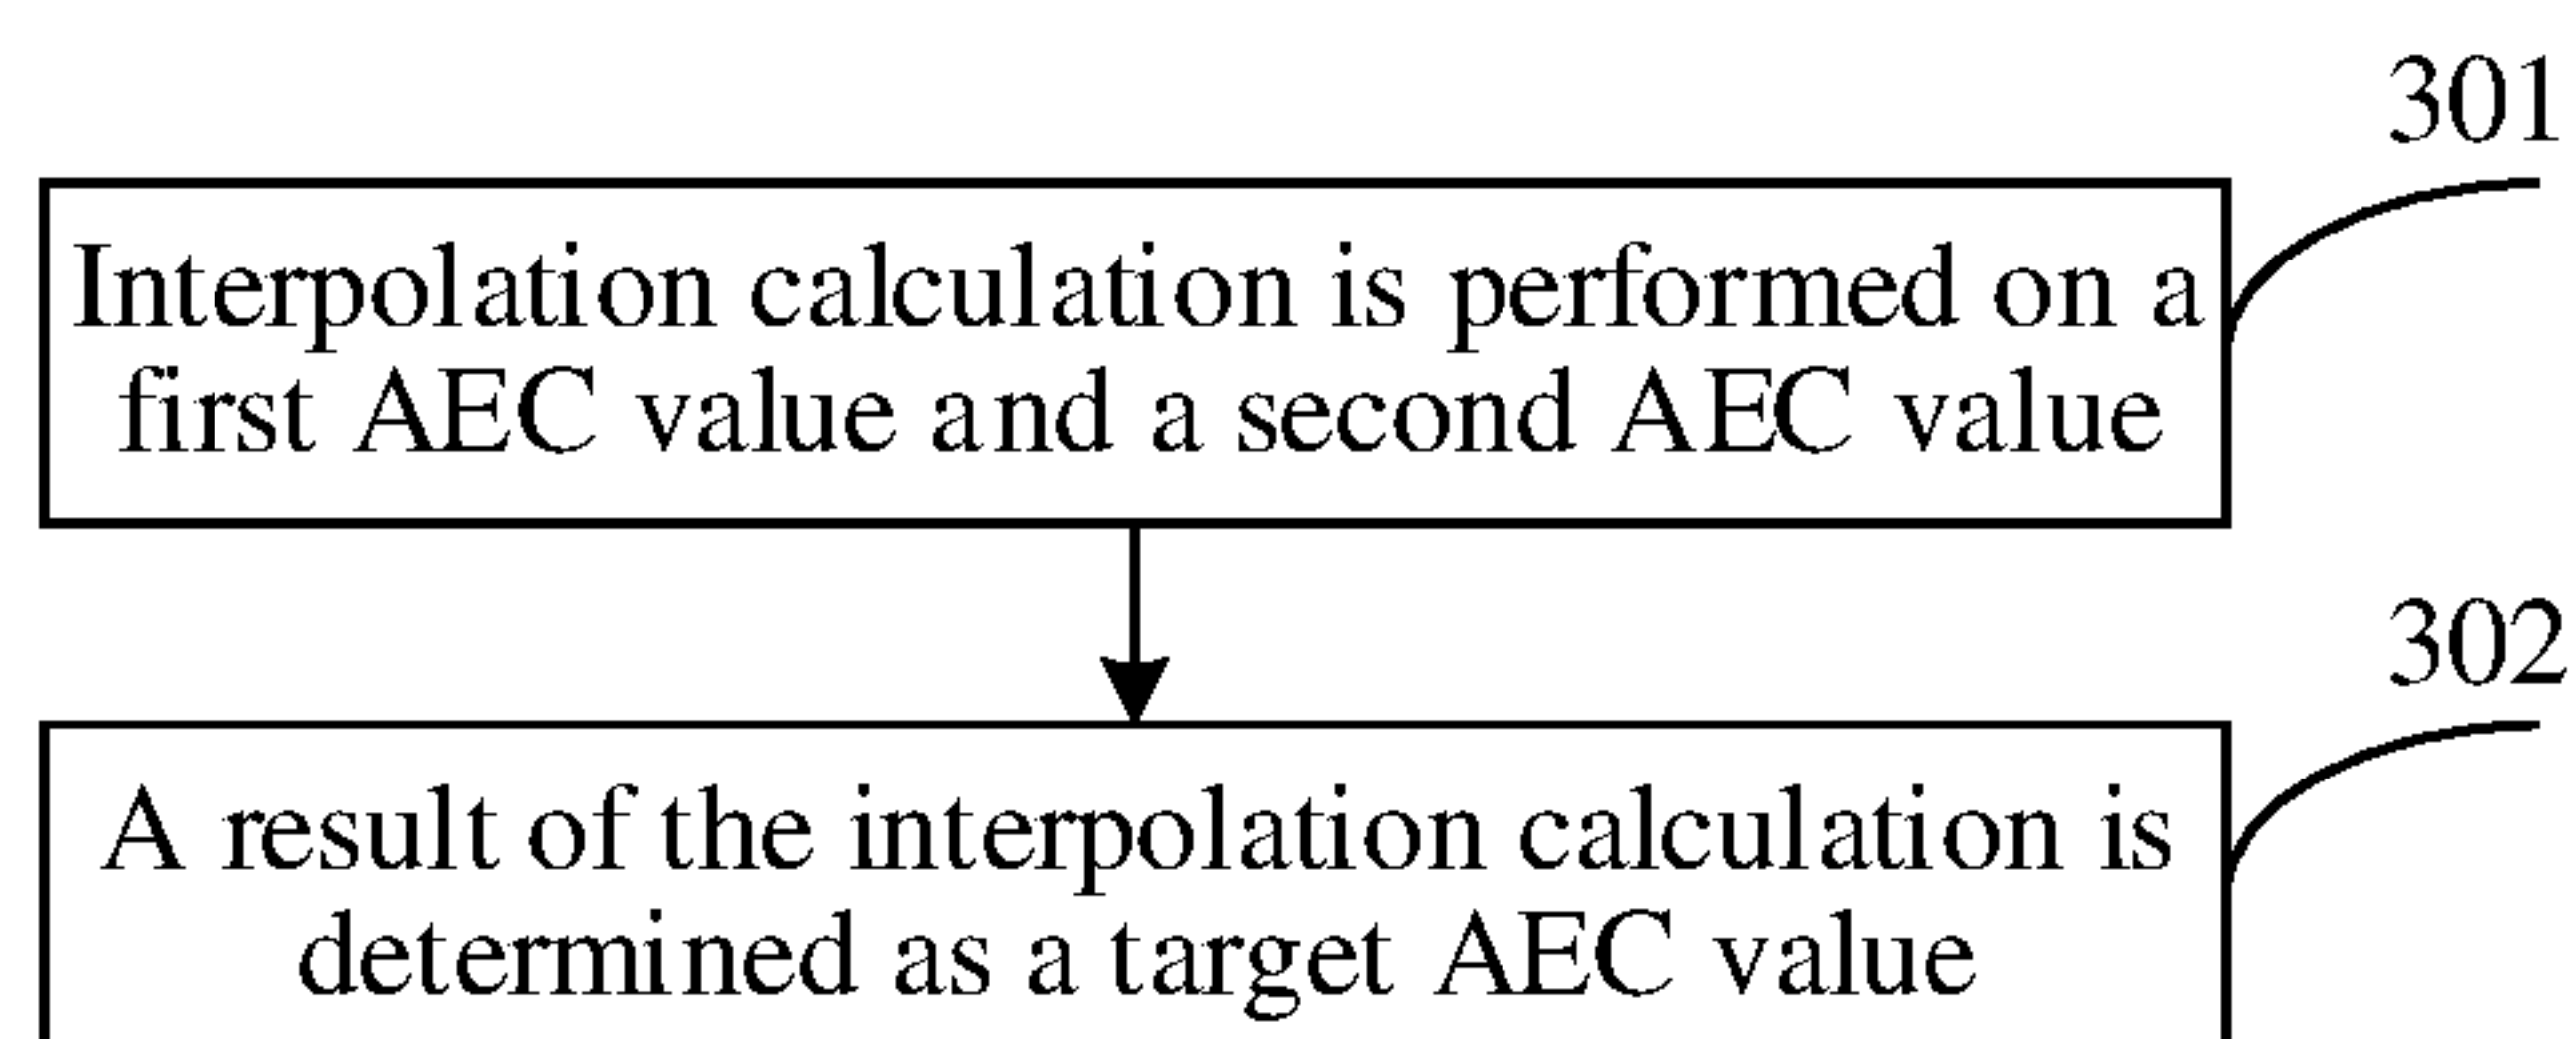 301
Interpolation calculation is performed on a
first AEC value and a second AEC value
302
A result of the interpolation calculation is
determined as a target AEC value